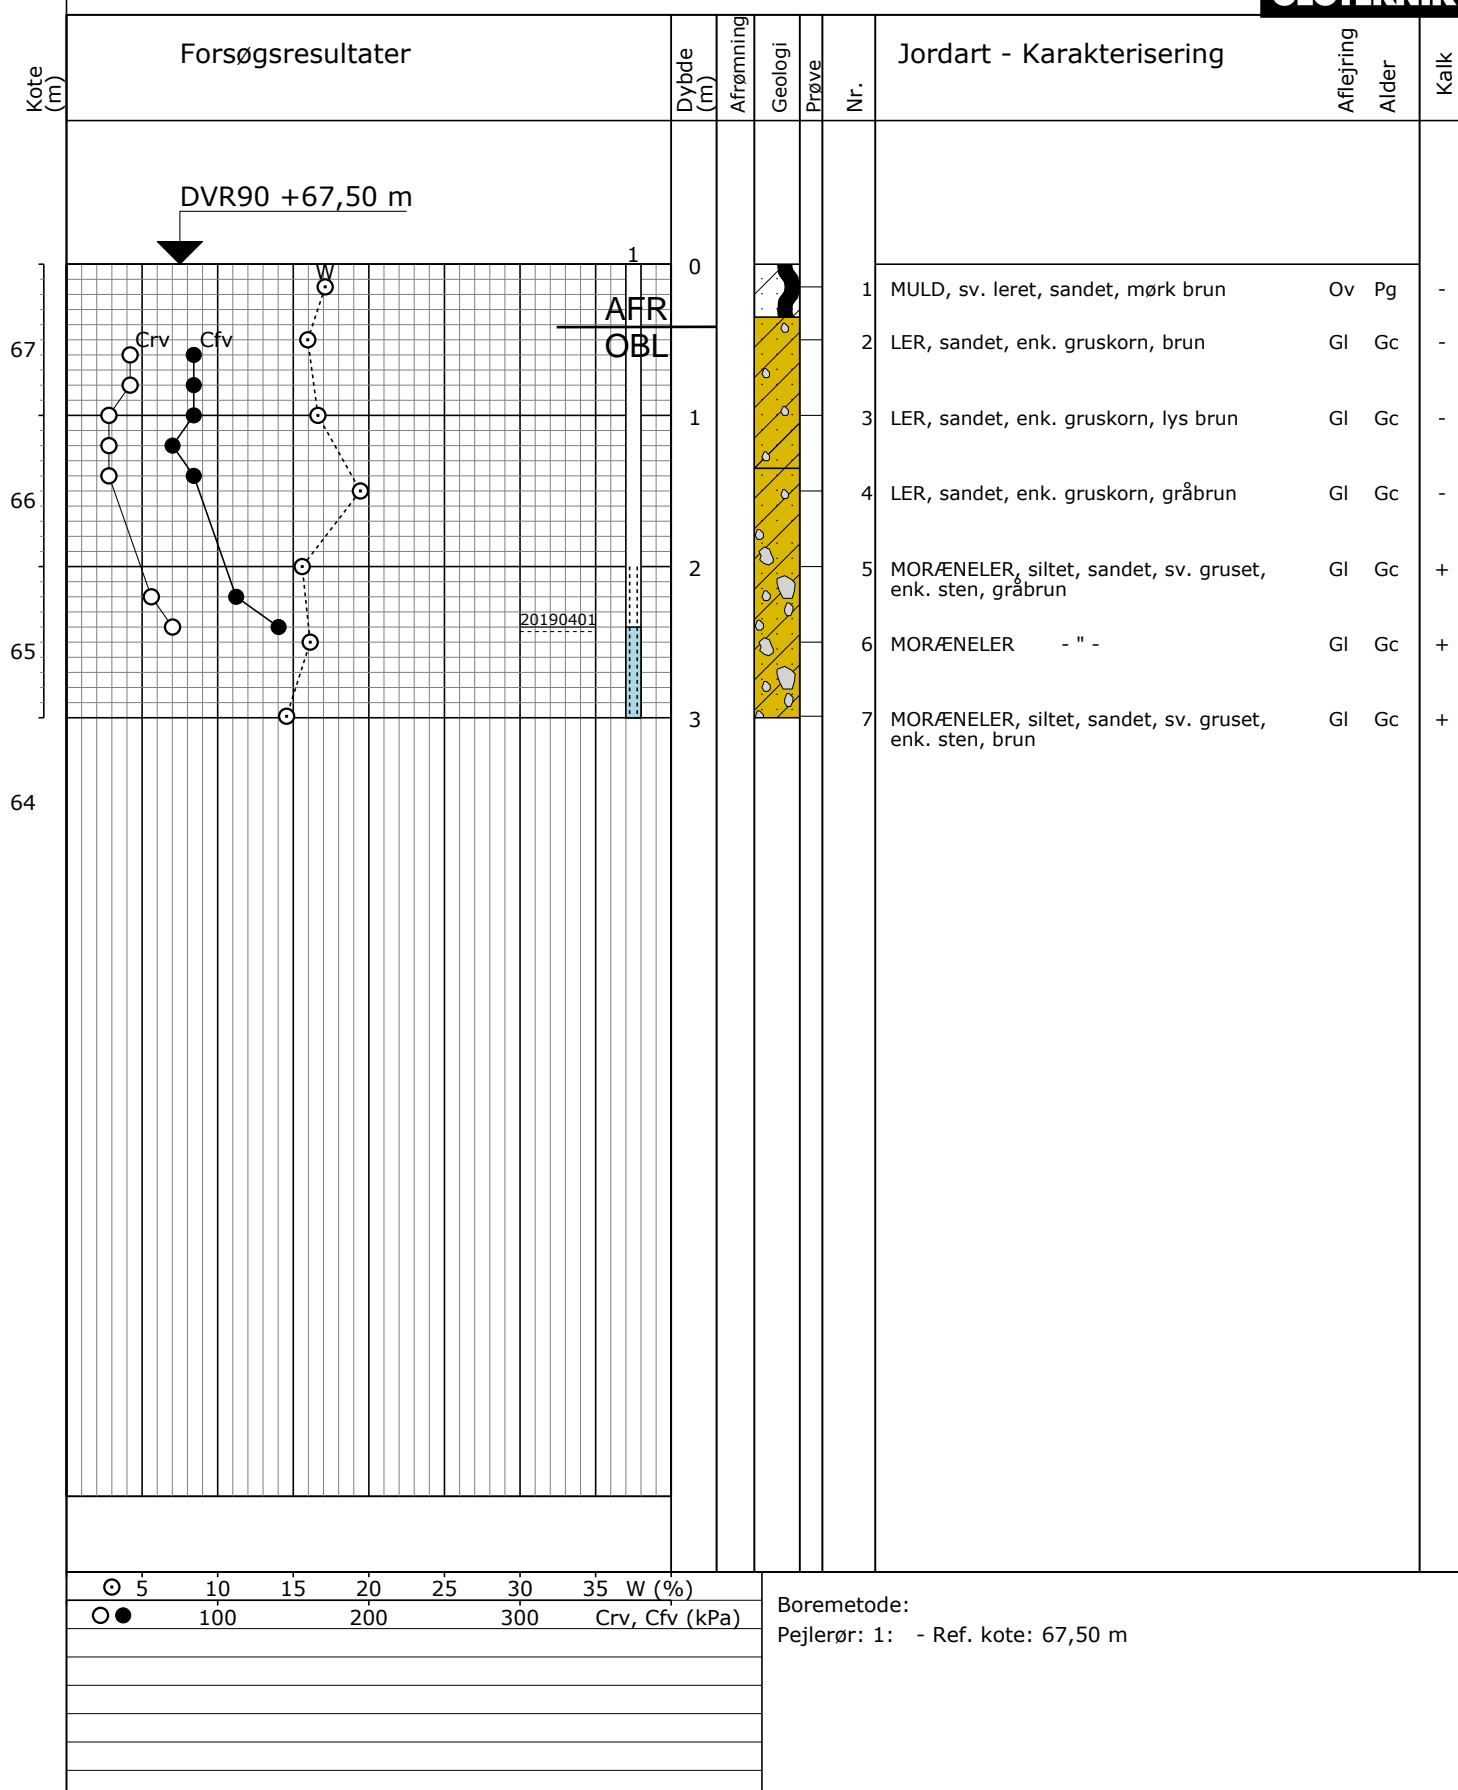 Kote (m)
Forsøgsresultater
Dybde (m)
Afrømning
Geologi
Prøve
Nr.
Jordart - Karakterisering
Aflejring
Alder
Kalk
DVR90 +67,50 m
1
W
0
AFR
OBL
Crv
Cfv
67
1
66
2
20190401
65
3
64
1 MULD, sv. leret, sandet, mørk brun Ov Pg -
2 LER, sandet, enk. gruskorn, brun Gl Gc -
3 LER, sandet, enk. gruskorn, lys brun Gl Gc -
4 LER, sandet, enk. gruskorn, gråbrun Gl Gc -
5 MORÆNELER, siltet, sandet, sv. gruset, Gl Gc +
enk. sten, gråbrun
6 MORÆNELER - " - Gl Gc +
7 MORÆNELER, siltet, sandet, sv. gruset, Gl Gc +
enk. sten, brun
5 10 15 20 25 30 35 W (%)
100 200 300 Crv, Cfv (kPa)
Boremetode:
Pejlerør: 1: - Ref. kote: 67,50 m